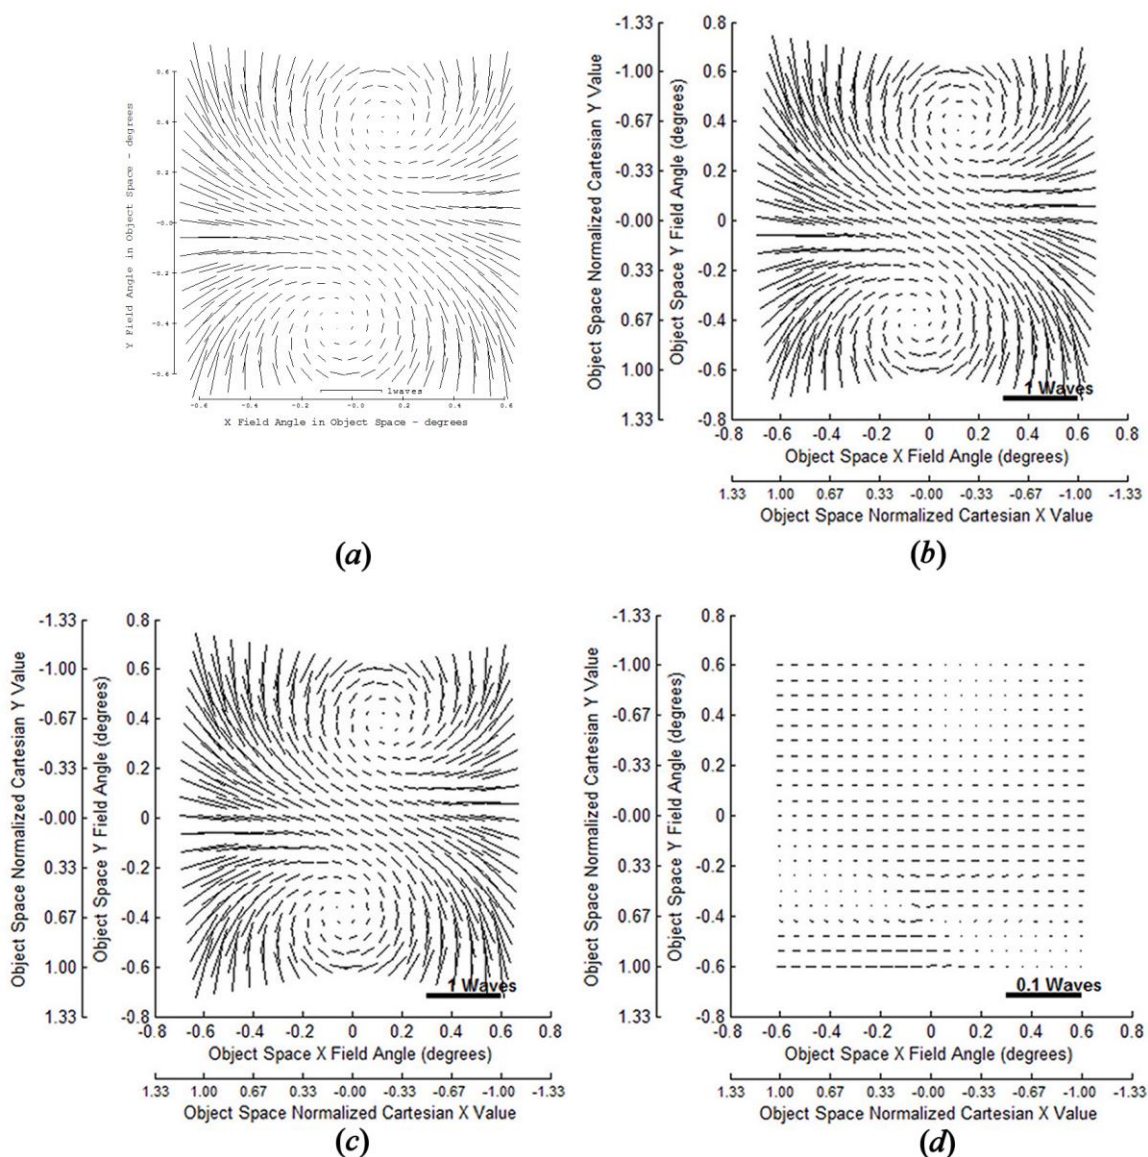 0.6
0.4
0.2
-0.0
-0.2
-0.4
-0.6
Y Field Angle in Object Space - degrees
1waves
-0.6 -0.4 -0.2 -0.0 0.2 0.4 0.6
X Field Angle in Object Space - degrees
(a)
-1.33
-1.00
-0.67
-0.33
-0.00
0.33
0.67
1.00
1.33
Object Space Normalized Cartesian Y Value
0.8
0.6
0.4
0.2
0
-0.2
-0.4
-0.6
-0.8
Object Space Y Field Angle (degrees)
1 Waves
-0.8 -0.6 -0.4 -0.2 0 0.2 0.4 0.6 0.8
Object Space X Field Angle (degrees)
1.33 1.00 0.67 0.33 -0.00 -0.33 -0.67 -1.00 -1.33
Object Space Normalized Cartesian X Value
(b)
-1.33
-1.00
-0.67
-0.33
-0.00
0.33
0.67
1.00
1.33
Object Space Normalized Cartesian Y Value
0.8
0.6
0.4
0.2
0
-0.2
-0.4
-0.6
-0.8
Object Space Y Field Angle (degrees)
1 Waves
-0.8 -0.6 -0.4 -0.2 0 0.2 0.4 0.6 0.8
Object Space X Field Angle (degrees)
1.33 1.00 0.67 0.33 -0.00 -0.33 -0.67 -1.00 -1.33
Object Space Normalized Cartesian X Value
(c)
-1.33
-1.00
-0.67
-0.33
-0.00
0.33
0.67
1.00
1.33
Object Space Normalized Cartesian Y Value
0.8
0.6
0.4
0.2
0
-0.2
-0.4
-0.6
-0.8
Object Space Y Field Angle (degrees)
0.1 Waves
-0.8 -0.6 -0.4 -0.2 0 0.2 0.4 0.6 0.8
Object Space X Field Angle (degrees)
1.33 1.00 0.67 0.33 -0.00 -0.33 -0.67 -1.00 -1.33
Object Space Normalized Cartesian X Value
(d)